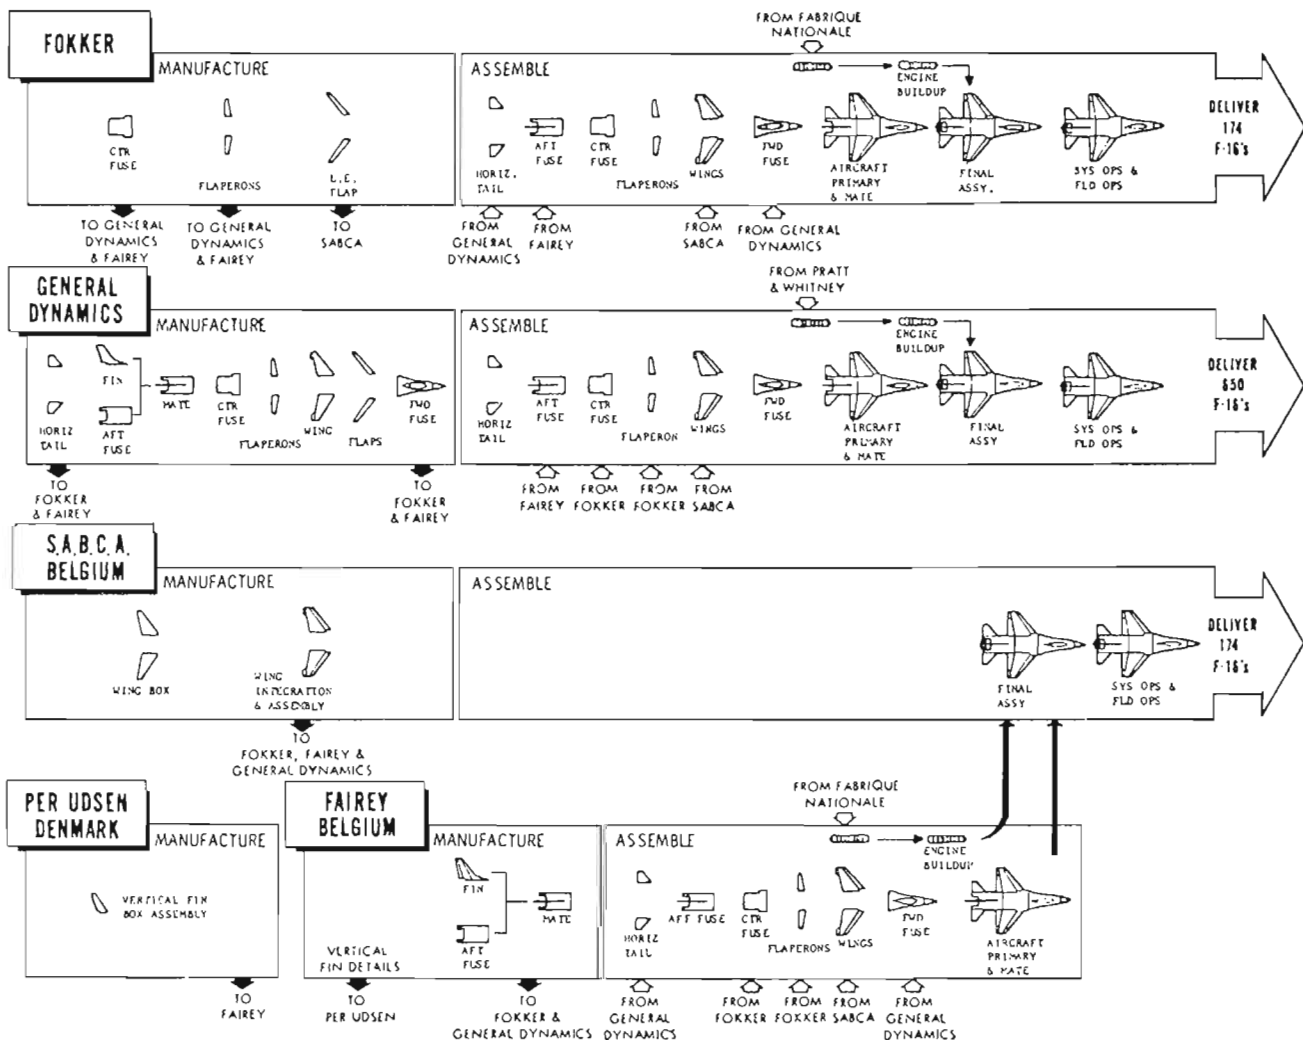 FROM FABRIQUE
NATIONALE
FOKKER
MANUFACTURE
CTR
FUSE
FLAPERONS
L.E.
FLAP
TO GENERAL
DYNAMICS
& FAIREY
TO GENERAL
DYNAMICS
& FAIREY
TO
SABCA
ASSEMBLE
ENGINE
BUILDUP
HORIZ.
TAIL
AFT
FUSE
CTR
FUSE
FLAPERONS
WINGS
FWD
FUSE
AIRCRAFT
PRIMARY
& MATE
FINAL
ASSY.
SYS OPS &
FLD OPS
DELIVER
174
F-16's
FROM
GENERAL
DYNAMICS
FROM
FAIREY
FROM
SABCA
FROM GENERAL
DYNAMICS
FROM PRATT
& WHITNEY
GENERAL
DYNAMICS
MANUFACTURE
HORIZ
TAIL
FIN
AFT
FUSE
MATE
CTR
FUSE
FLAPERONS
WING
FLAPS
FWD
FUSE
TO
FOKKER
& FAIREY
TO
FOKKER
& FAIREY
ASSEMBLE
ENGINE
BUILDUP
HORIZ
TAIL
AFT
FUSE
CTR
FUSE
FLAPERON
WINGS
FWD
FUSE
AIRCRAFT
PRIMARY
& MATE
FINAL
ASSY
SYS OPS &
FLD OPS
DELIVER
650
F-16's
FROM
FAIREY
FROM
FOKKER
FROM
FOKKER
FROM
SABCA
S.A.B.C.A.
BELGIUM
MANUFACTURE
WING BOX
WING
INTEGRATION
& ASSEMBLY
TO
FOKKER, FAIREY &
GENERAL DYNAMICS
ASSEMBLE
FINAL
ASSY
SYS OPS &
FLD OPS
DELIVER
174
F-16's
PER UDSEN
DENMARK
MANUFACTURE
VERTICAL FIN
BOX ASSEMBLY
TO
FAIREY
FAIREY
BELGIUM
MANUFACTURE
VERTICAL
FIN DETAILS
FIN
AFT
FUSE
MATE
TO
PER UDSEN
TO
FOKKER &
GENERAL DYNAMICS
FROM FABRIQUE
NATIONALE
ASSEMBLE
ENGINE
BUILDUP
HORIZ
TAIL
AFT FUSE
CTR
FUSE
FLAPERONS
WINGS
FWD
FUSE
AIRCRAFT
PRIMARY
& MATE
FROM
GENERAL
DYNAMICS
FROM
FOKKER
FROM
FOKKER
FROM
SABCA
FROM
GENERAL
DYNAMICS